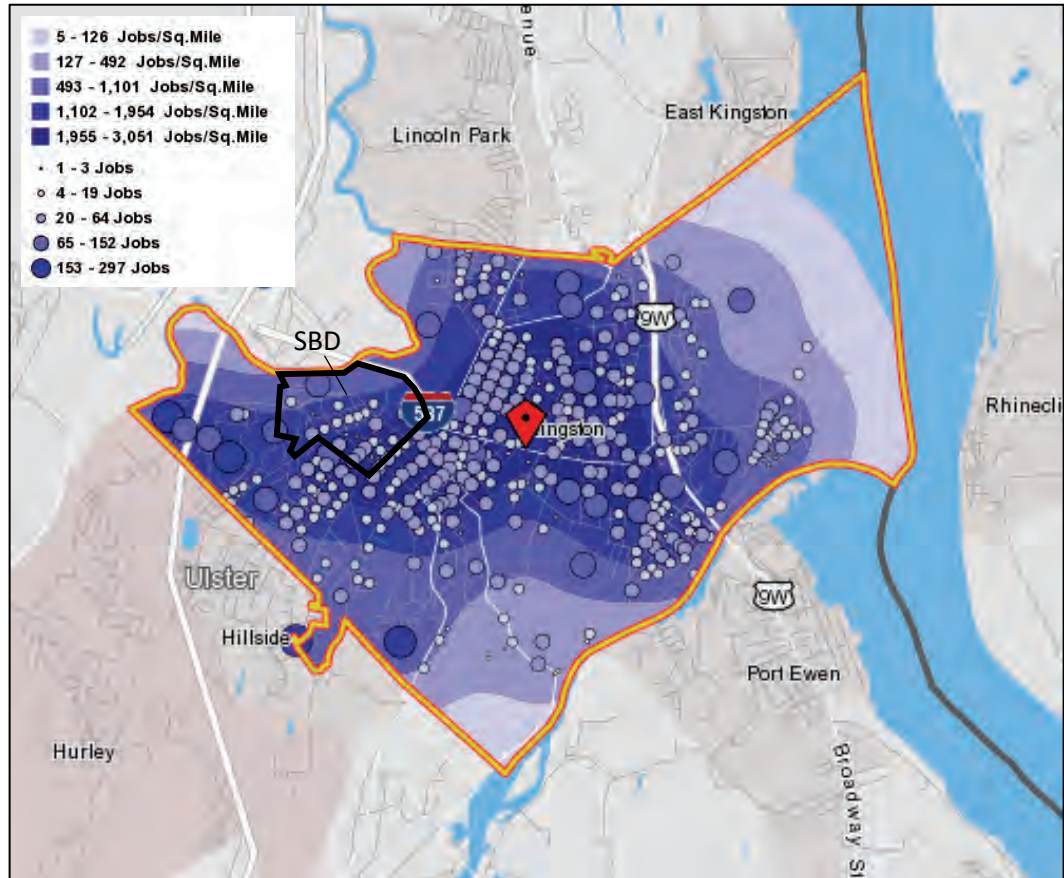 5 - 126 Jobs/Sq.Mile
127 - 492 Jobs/Sq.Mile
493 - 1,101 Jobs/Sq.Mile
1,102 - 1,954 Jobs/Sq.Mile
1,955 - 3,051 Jobs/Sq.Mile
1 - 3 Jobs
4 - 19 Jobs
20 - 64 Jobs
65 - 152 Jobs
153 - 297 Jobs
enue
East Kingston
Lincoln Park
9W
SBD
587
ingston
Rhinecli
Ulster
9W
Hillside
Port Ewen
Hurley
Broadway St